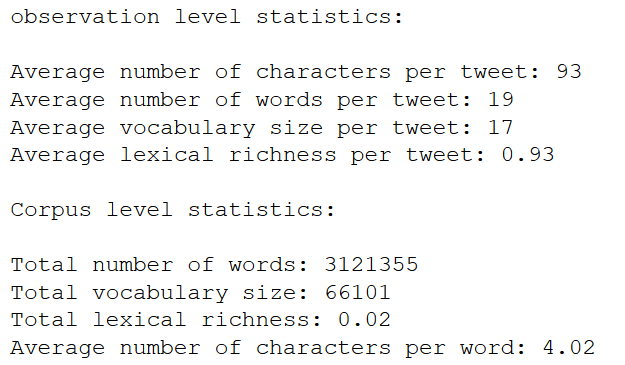 observation level statistics:
Average number of characters per tweet: 93
Average number of words per tweet: 19
Average vocabulary size per tweet: 17
Average lexical richness per tweet: 0.93
Corpus level statistics:
Total number of words: 3121355
Total vocabulary size: 66101
Total lexical richness: 0.02
Average number of characters per word: 4.02